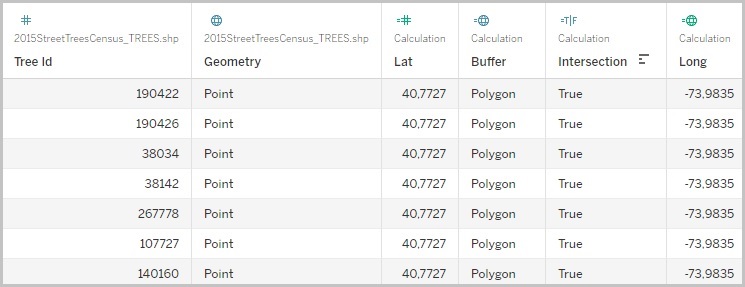 # =# =T|F
2015StreetTreesCensus_TREES.shp 2015StreetTreesCensus_TREES.shp Calculation Calculation Calculation Calculation
Tree Id Geometry Lat Buffer Intersection Long
190422 Point 40,7727 Polygon True -73,9835
190426 Point 40,7727 Polygon True -73,9835
38034 Point 40,7727 Polygon True -73,9835
38142 Point 40,7727 Polygon True -73,9835
267778 Point 40,7727 Polygon True -73,9835
107727 Point 40,7727 Polygon True -73,9835
140160 Point 40,7727 Polygon True -73,9835